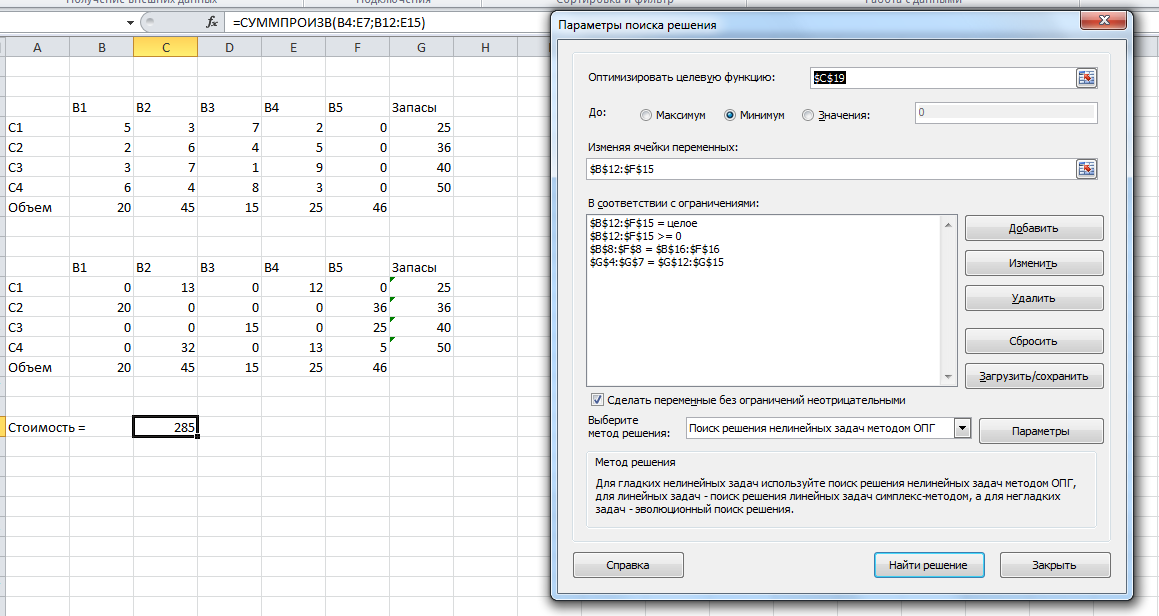 Получение внешних данных Подключения Сортировка и фильтр Работа с данными
fx =СУММПРОИЗВ(B4:E7;B12:E15)
A B C D E F G H
B1 B2 B3 B4 B5 Запасы
C1 5 3 7 2 0 25
C2 2 6 4 5 0 36
C3 3 7 1 9 0 40
C4 6 4 8 3 0 50
Объем 20 45 15 25 46
B1 B2 B3 B4 B5 Запасы
C1 0 13 0 12 0 25
C2 20 0 0 0 36 36
C3 0 0 15 0 25 40
C4 0 32 0 13 5 50
Объем 20 45 15 25 46
Стоимость = 285
Параметры поиска решения
Оптимизировать целевую функцию: $C$19
До: Максимум Минимум Значения: 0
Изменяя ячейки переменных:
$B$12:$F$15
В соответствии с ограничениями:
$B$12:$F$15 = целое
$B$12:$F$15 >= 0
$B$8:$F$8 = $B$16:$F$16
$G$4:$G$7 = $G$12:$G$15
Добавить
Изменить
Удалить
Сбросить
Загрузить/сохранить
Сделать переменные без ограничений неотрицательными
Выберите
метод решения:
Поиск решения нелинейных задач методом ОПГ
Параметры
Метод решения
Для гладких нелинейных задач используйте поиск решения нелинейных задач методом ОПГ,
для линейных задач - поиск решения линейных задач симплекс-методом, а для негладких
задач - эволюционный поиск решения.
Справка Найти решение Закрыть